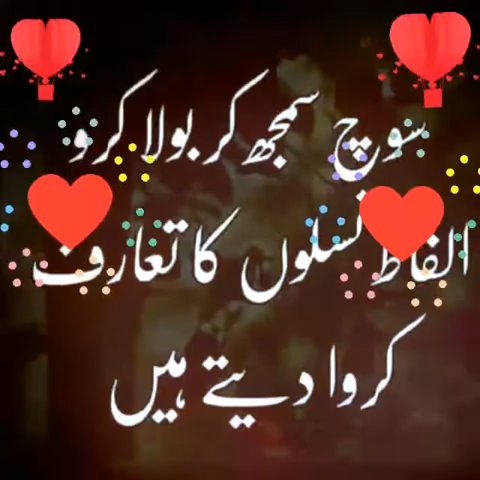 سوچ سمجھ کر بولا کرو
الفاظ نسلوں کا تعارف
کروا دیتے ہیں